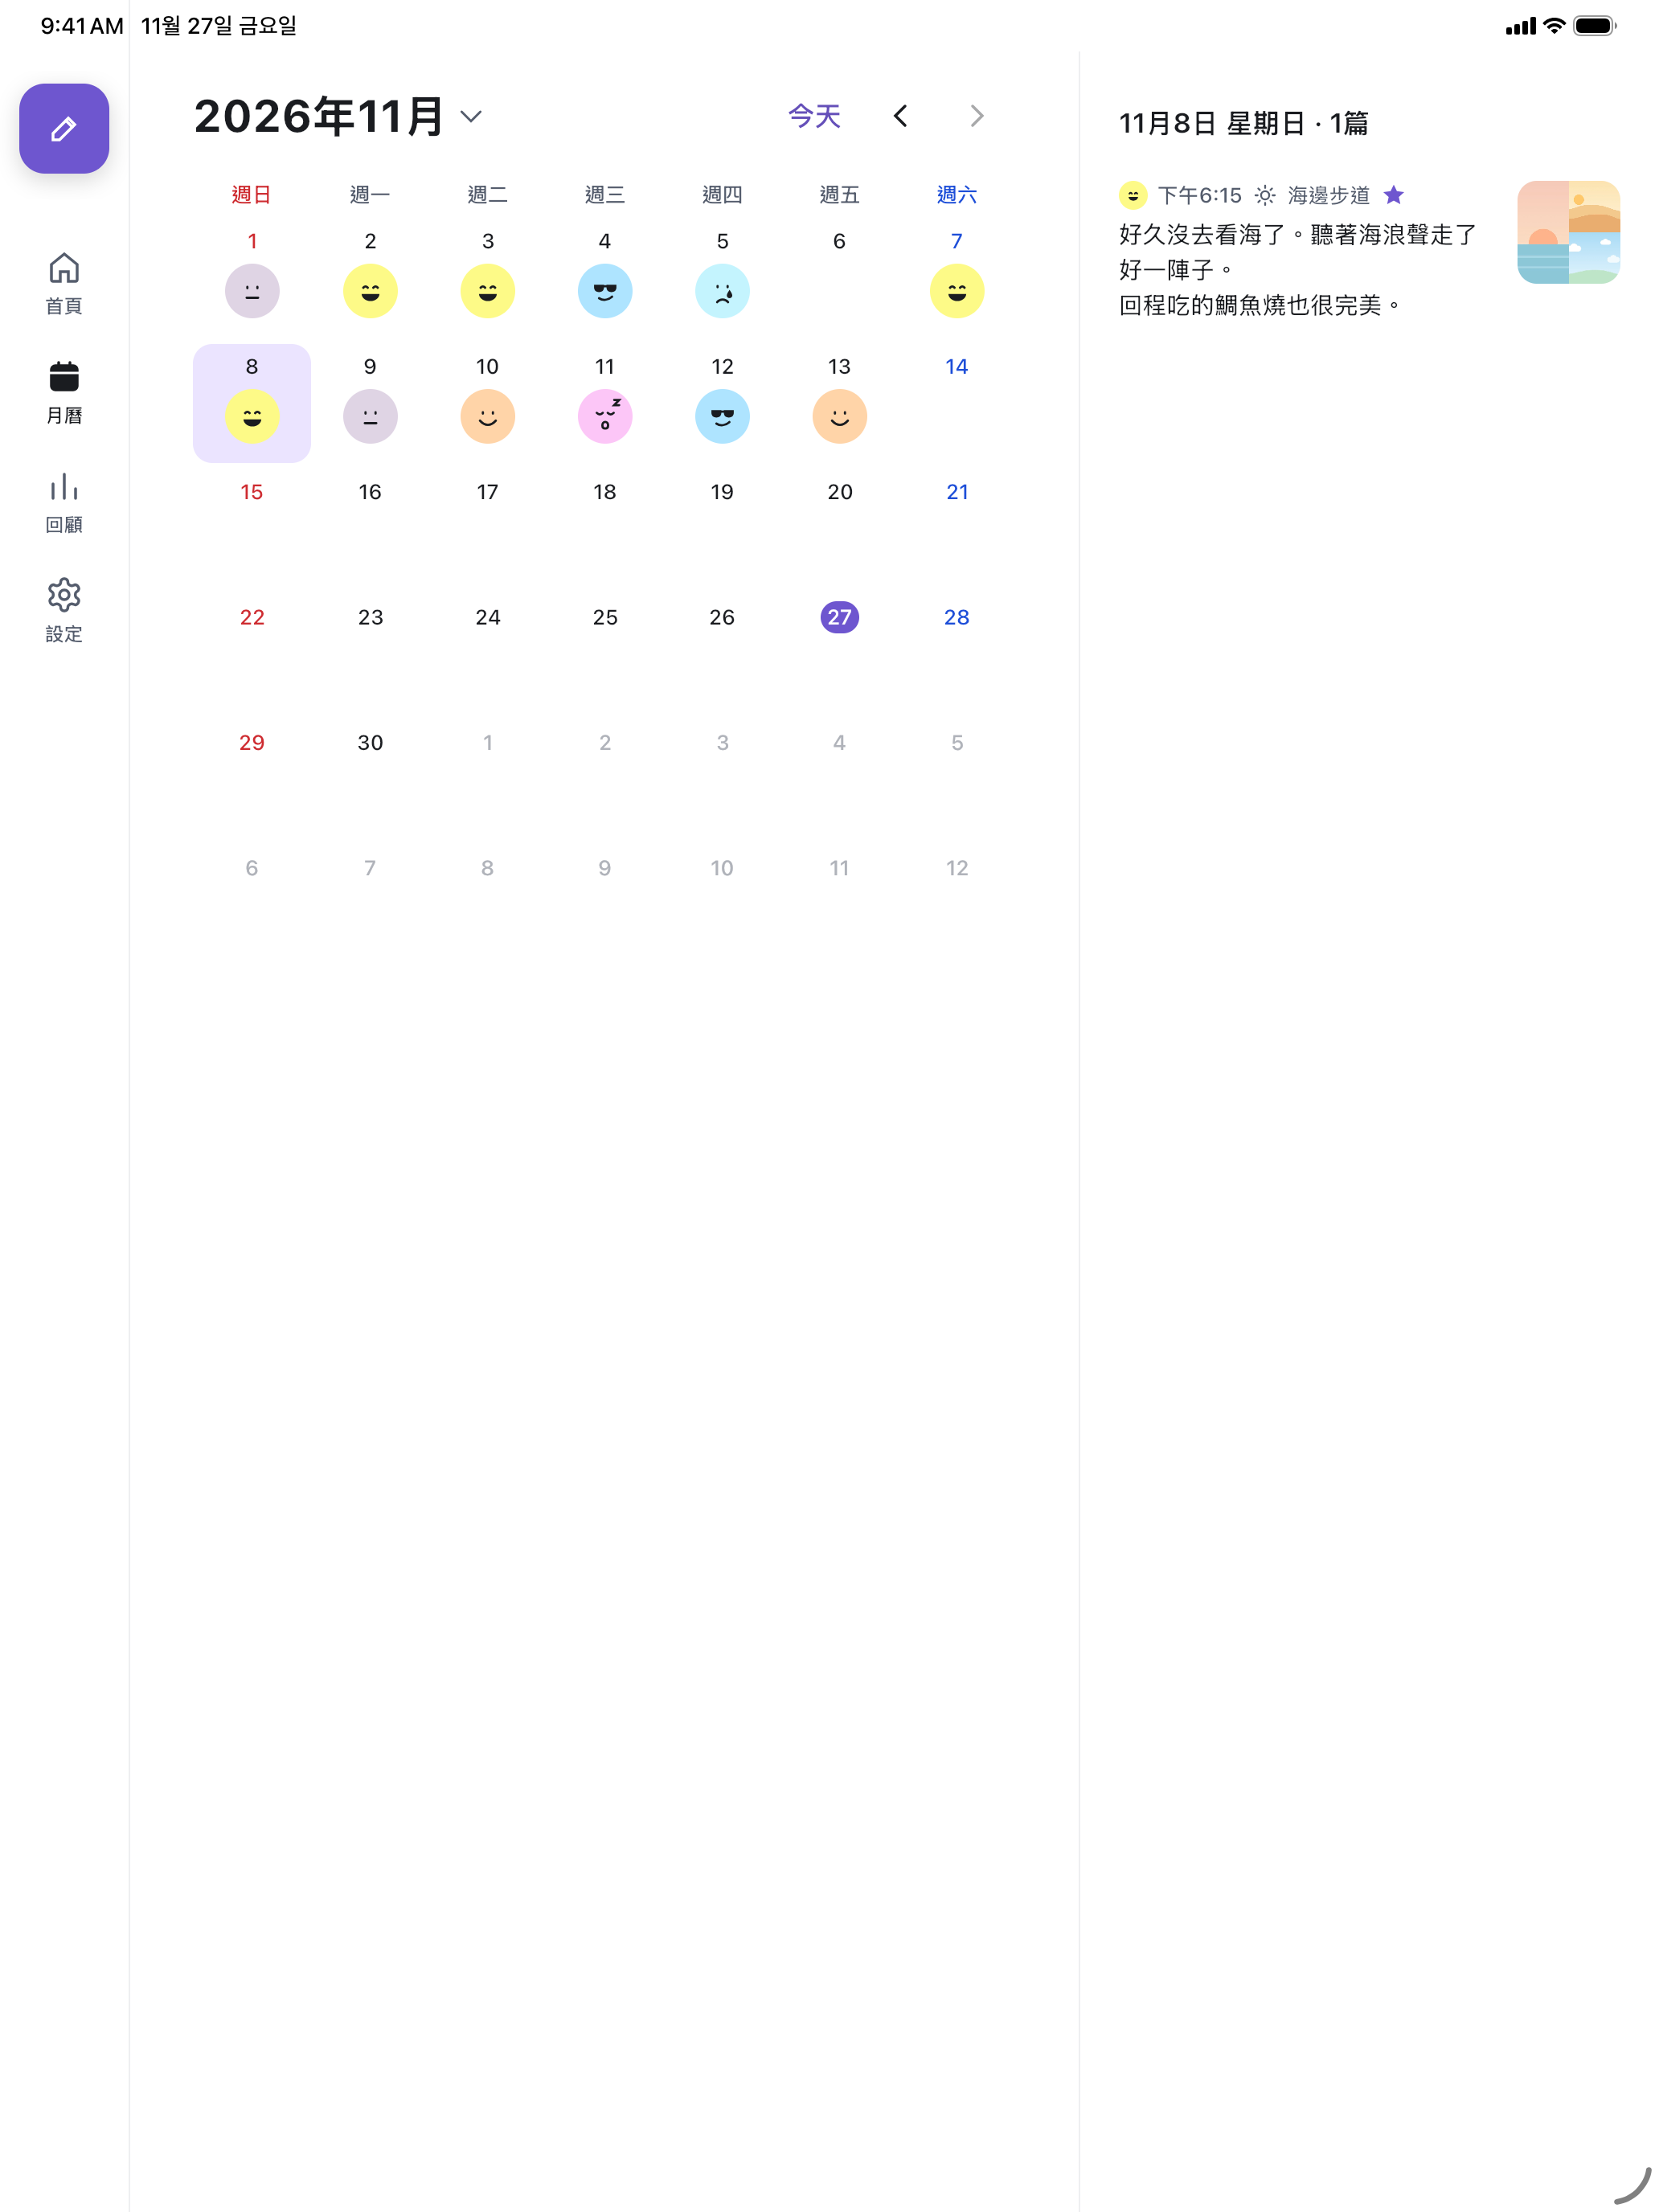 9:41 AM 11월 27일 금요일
首頁
月曆
回顧
設定
2026年11月
今天
週日 週一 週二 週三 週四 週五 週六
1 2 3 4 5 6 7
8 9 10 11 12 13 14
15 16 17 18 19 20 21
22 23 24 25 26 27 28
29 30 1 2 3 4 5
6 7 8 9 10 11 12
11月8日 星期日 · 1篇
下午6:15 海邊步道
好久沒去看海了。聽著海浪聲走了
好一陣子。
回程吃的鯛魚燒也很完美。